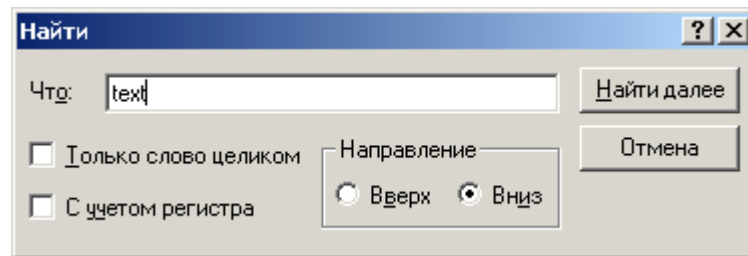 Найти
Что: text
Найти далее
Только слово целиком
Направление
Отмена
С учетом регистра
Вверх Вниз